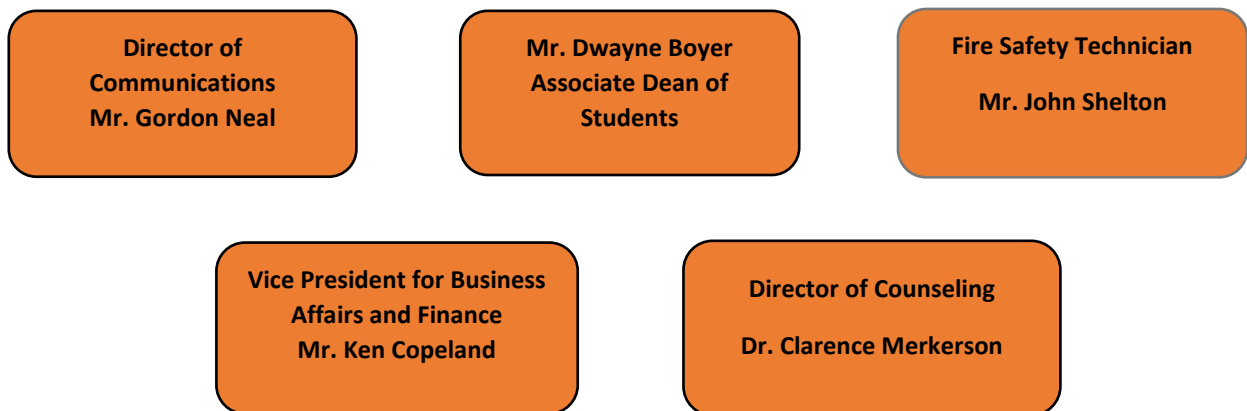 Director of
Communications
Mr. Gordon Neal
Mr. Dwayne Boyer
Associate Dean of
Students
Fire Safety Technician
Mr. John Shelton
Vice President for Business
Affairs and Finance
Mr. Ken Copeland
Director of Counseling
Dr. Clarence Merkerson